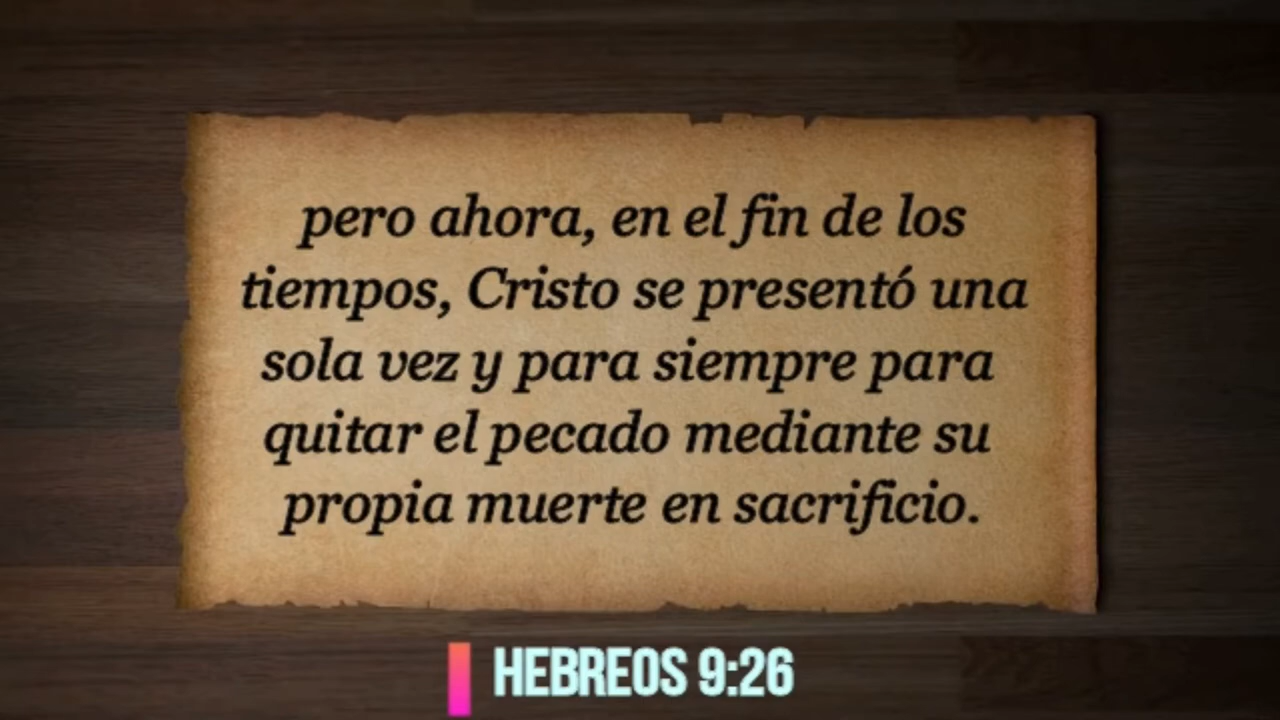 pero ahora, en el fin de los
tiempos, Cristo se presentó una
sola vez y para siempre para
quitar el pecado mediante su
propia muerte en sacrificio.
HEBREOS 9:26